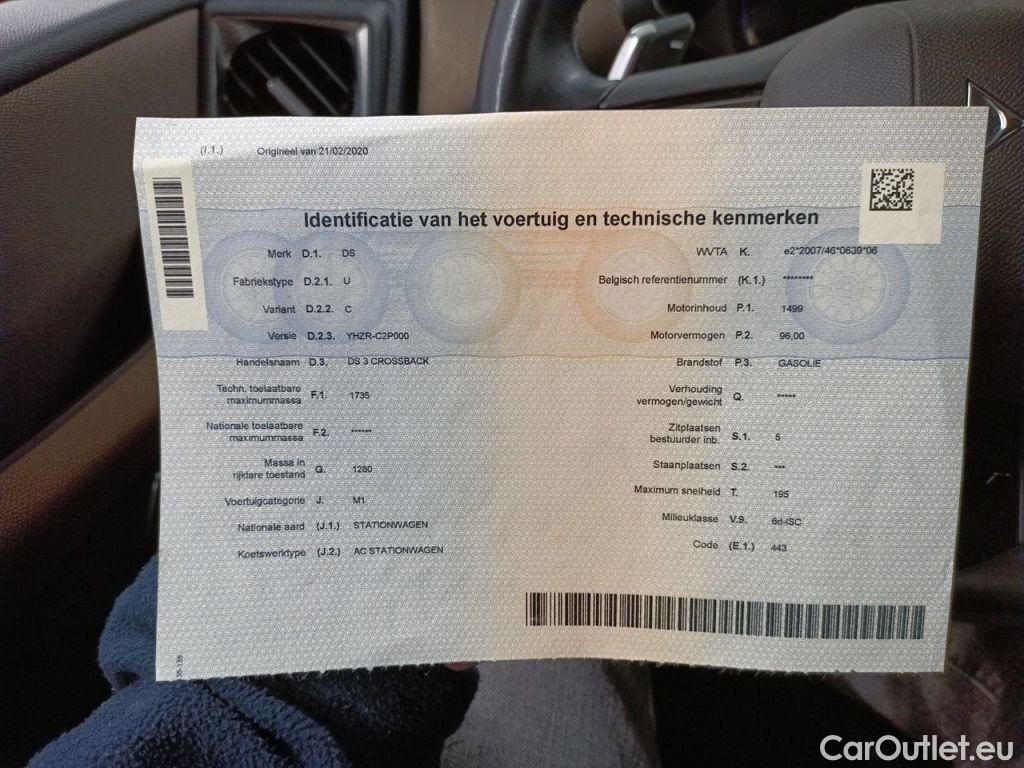 (I.1.) Origineel van 21/02/2020
Identificatie van het voertuig en technische kenmerken
Merk D.1. DS
Fabriekstype D.2.1. U
Variant D.2.2. C
Versie D.2.3. YHZR-C2P000
Handelsnaam D.3. DS 3 CROSSBACK
Techn. toelaatbare
maximummassa F.1. 1735
Nationale toelaatbare
maximummassa F.2. ******
Massa in
rijklare toestand G. 1280
Voertuigcategorie J. M1
Nationale aard (J.1.) STATIONWAGEN
Koetswerktype (J.2.) AC STATIONWAGEN
WVTA K. e2*2007/46*0639*06
Belgisch referentienummer (K.1.) ********
Motorinhoud P.1. 1499
Motorvermogen P.2. 96,00
Brandstof P.3. GASOLIE
Verhouding
vermogen/gewicht Q. *****
Zitplaatsen
bestuurder inb. S.1. 5
Staanplaatsen S.2. ---
Maximum snelheid T. 195
Milieuklasse V.9. 6d-ISC
Code (E.1.) 443
CarOutlet.eu